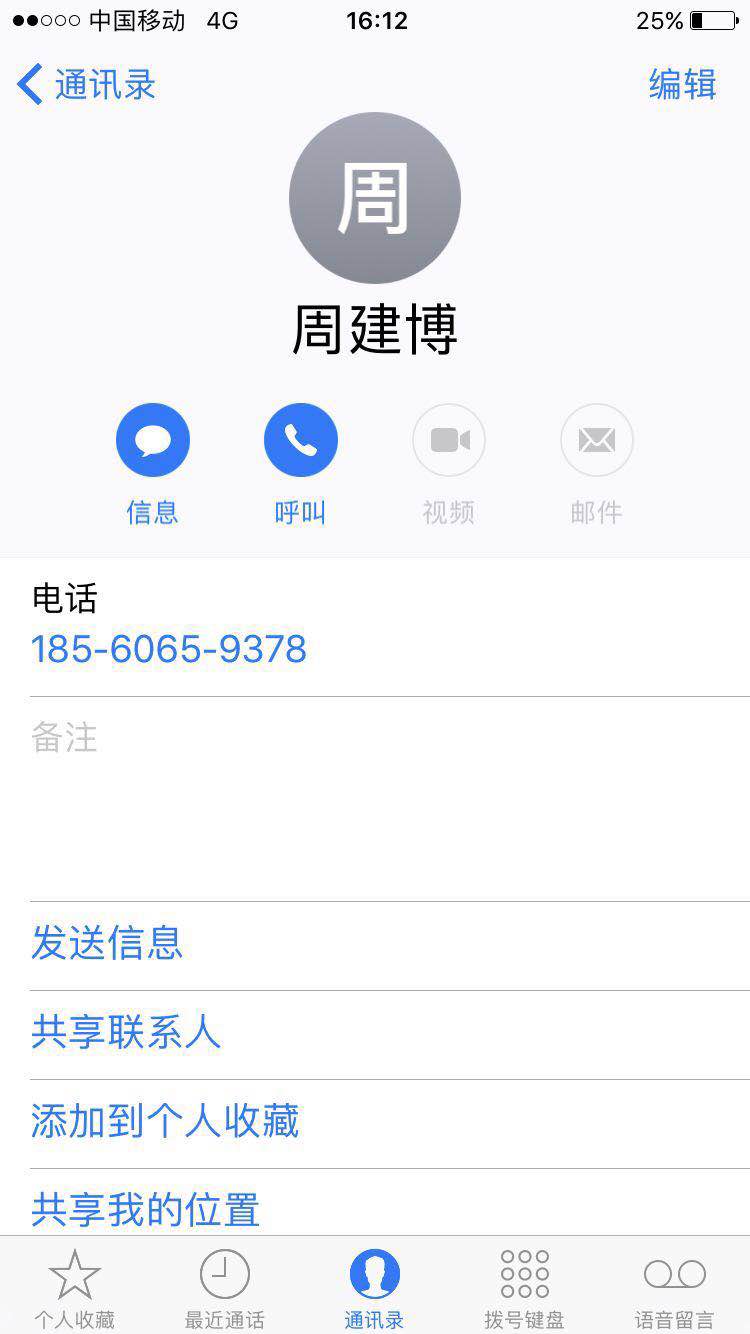 中国移动 4G 16:12 25%
通讯录 编辑
周
周建博
信息 呼叫 视频 邮件
电话
185-6065-9378
备注
发送信息
共享联系人
添加到个人收藏
共享我的位置
个人收藏 最近通话 通讯录 拨号键盘 语音留言